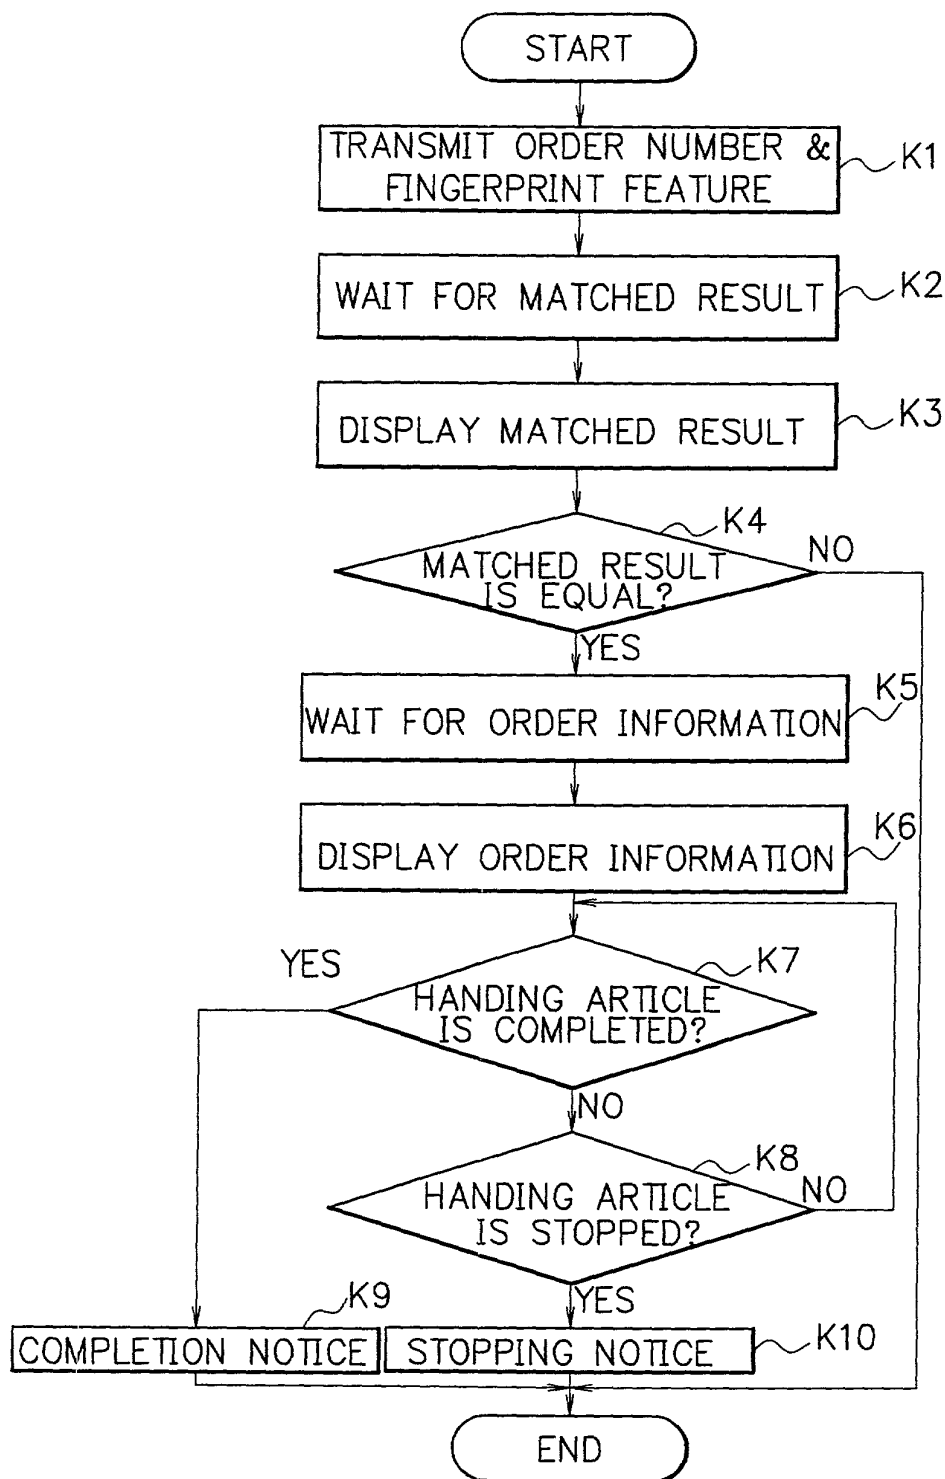 START
TRANSMIT ORDER NUMBER &
FINGERPRINT FEATURE
K1
WAIT FOR MATCHED RESULT
K2
DISPLAY MATCHED RESULT
K3
K4
MATCHED RESULT
IS EQUAL?
NO
YES
WAIT FOR ORDER INFORMATION
K5
DISPLAY ORDER INFORMATION
K6
YES
K7
HANDING ARTICLE
IS COMPLETED?
NO
K8
HANDING ARTICLE
IS STOPPED?
NO
YES
K9
COMPLETION NOTICE
STOPPING NOTICE
K10
END